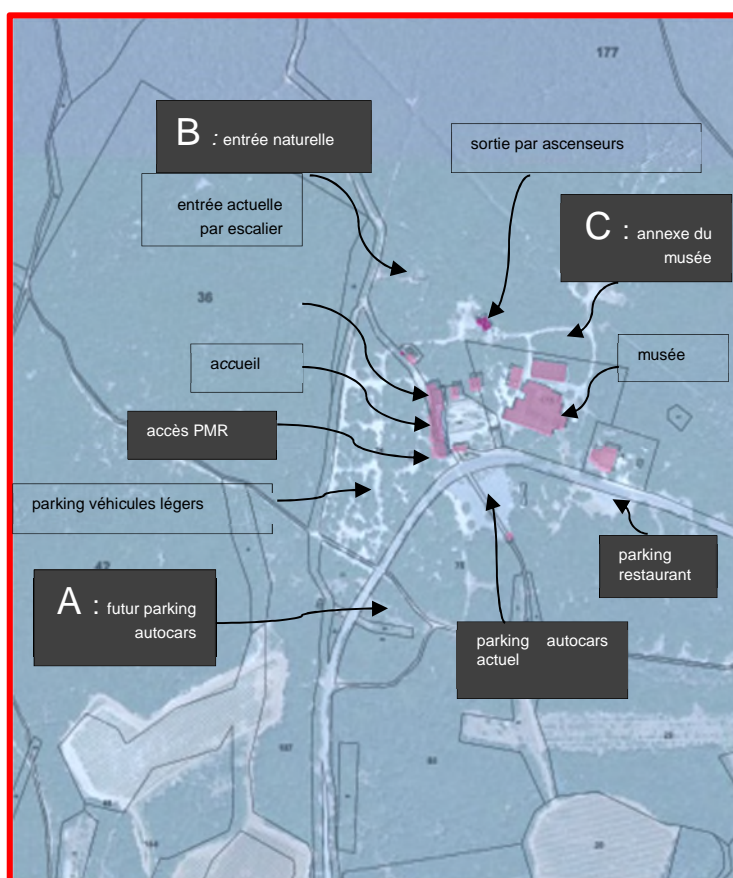 177
B : entrée naturelle
sortie par ascenseurs
entrée actuelle
par escalier
C : annexe du
musée
36
accueil
musée
accès PMR
parking véhicules légers
parking
restaurant
42
A : futur parking
autocars
parking autocars
actuel